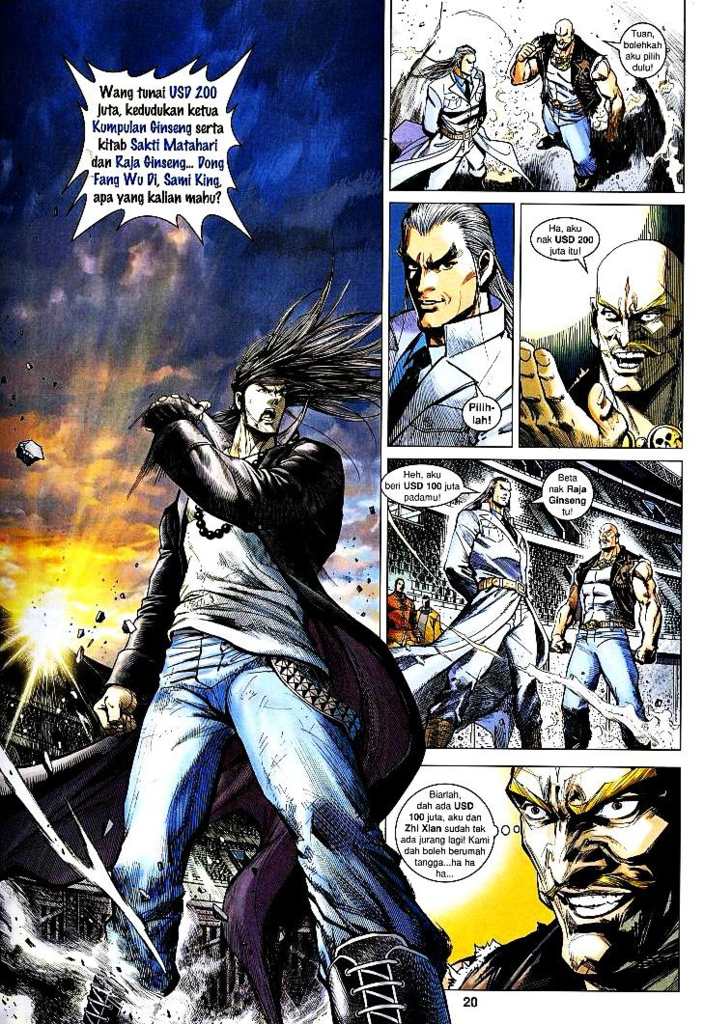 Wang tunai USD 200
juta, kedudukan ketua
Kumpulan Ginseng serta
kitab Sakti Matahari
dan Raja Ginseng... Dong
Fang Wu Di, Sami King,
apa yang kalian mahu?
Tuan,
bolehkah
aku pilih
dulu!
Pilih-
lah!
Ha, aku
nak USD 200
juta itu!
Heh, aku
beri USD 100 juta
padamu!
Beta
nak Raja
Ginseng
tu!
Biarlah,
dah ada USD
100 juta, aku dan
Zhi Xian sudah tak
ada jurang lagi! Kami
dah boleh berumah
tangga...ha ha
ha...
20